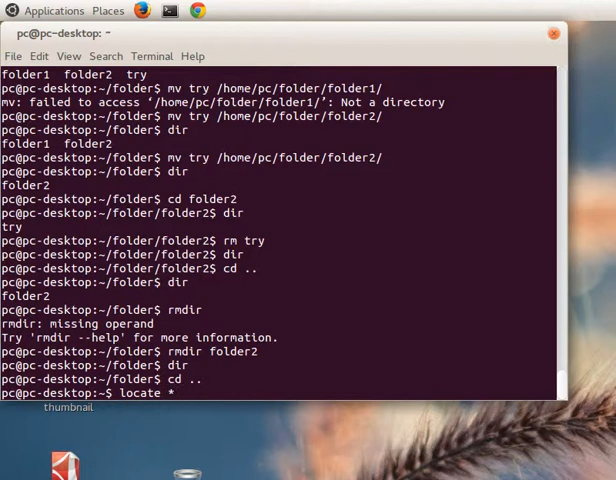 Applications Places
pc@pc-desktop: ~
File Edit View Search Terminal Help
folder1 folder2 try
pc@pc-desktop:~/folder$ mv try /home/pc/folder/folder1/
mv: failed to access ‘/home/pc/folder/folder1/’: Not a directory
pc@pc-desktop:~/folder$ mv try /home/pc/folder/folder2/
pc@pc-desktop:~/folder$ dir
folder1 folder2
pc@pc-desktop:~/folder$ mv try /home/pc/folder/folder2/
pc@pc-desktop:~/folder$ dir
folder2
pc@pc-desktop:~/folder$ cd folder2
pc@pc-desktop:~/folder/folder2$ dir
try
pc@pc-desktop:~/folder/folder2$ rm try
pc@pc-desktop:~/folder/folder2$ dir
pc@pc-desktop:~/folder/folder2$ cd ..
pc@pc-desktop:~/folder$ dir
folder2
pc@pc-desktop:~/folder$ rmdir
rmdir: missing operand
Try 'rmdir --help' for more information.
pc@pc-desktop:~/folder$ rmdir folder2
pc@pc-desktop:~/folder$ dir
pc@pc-desktop:~/folder$ cd ..
pc@pc-desktop:~$ locate *
thumbnail